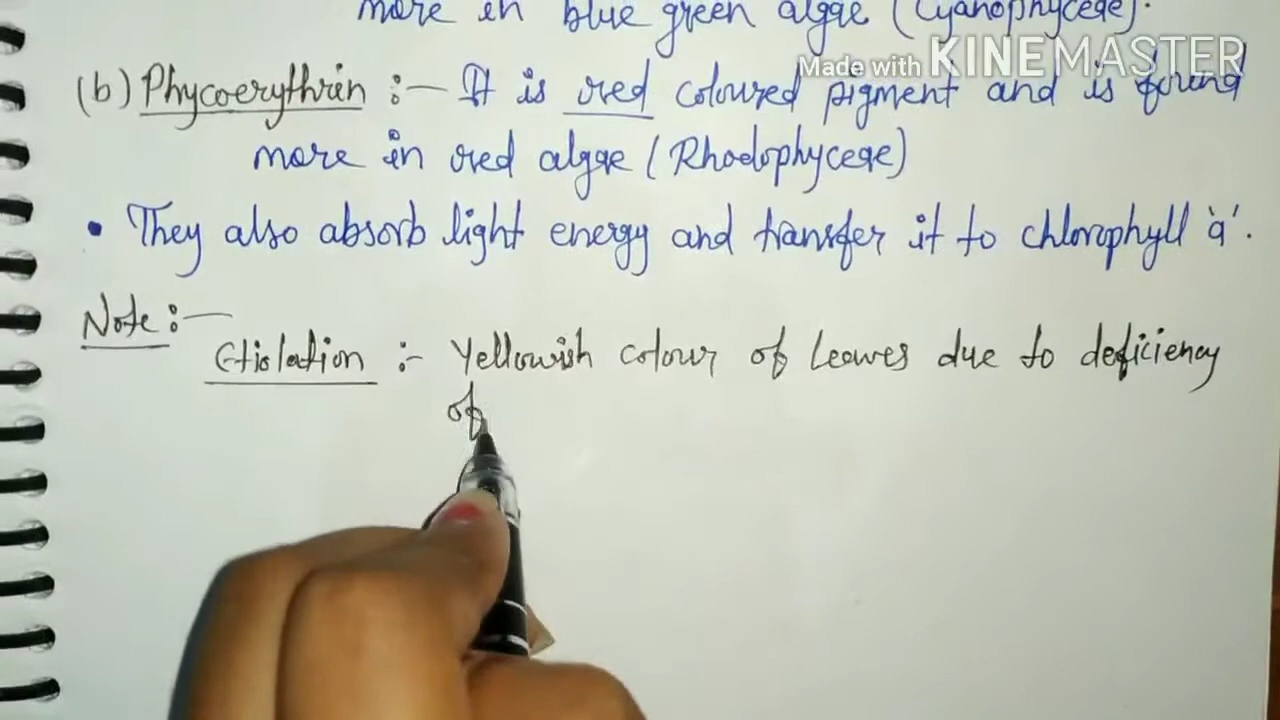 more in blue green algae (Cyanophyceae).
Made with KINEMASTER
(b) Phycoerythrin :— It is red coloured pigment and is found
more in red algae (Rhodophyceae)
• They also absorb light energy and transfer it to chlorophyll 'a'.
Note :—
Etiolation :- Yellowish colour of leaves due to deficiency
of